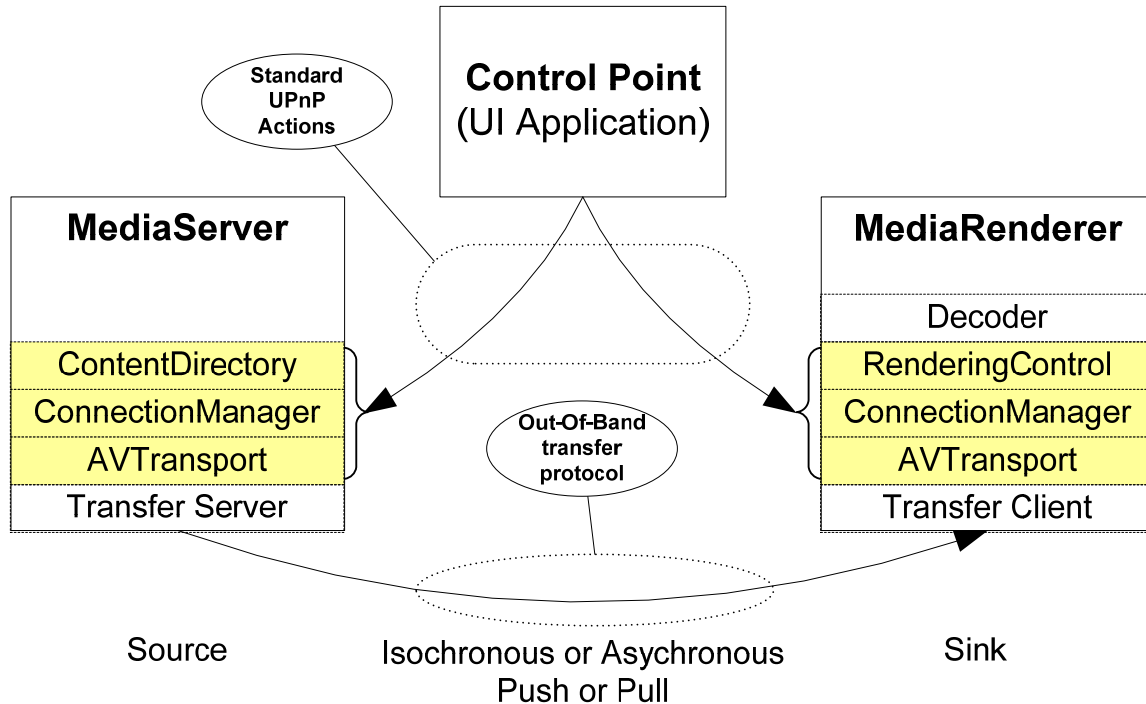 Standard
UPnP
Actions
Control Point
(UI Application)
MediaServer
ContentDirectory
ConnectionManager
AVTransport
Transfer Server
MediaRenderer
Decoder
RenderingControl
ConnectionManager
AVTransport
Transfer Client
Out-Of-Band
transfer
protocol
Source
Isochronous or Asychronous
Push or Pull
Sink